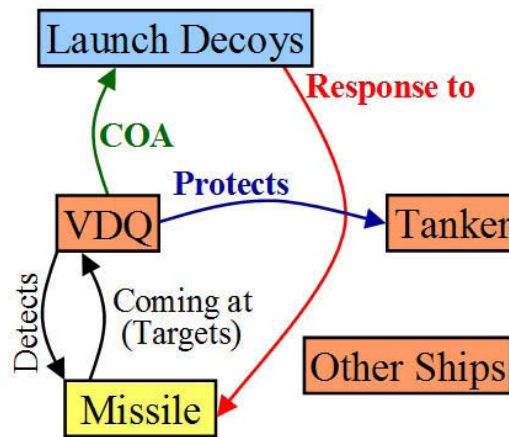 Launch Decoys
Response to
COA
Protects
VDQ
Tanker
Detects
Coming at
(Targets)
Other Ships
Missile